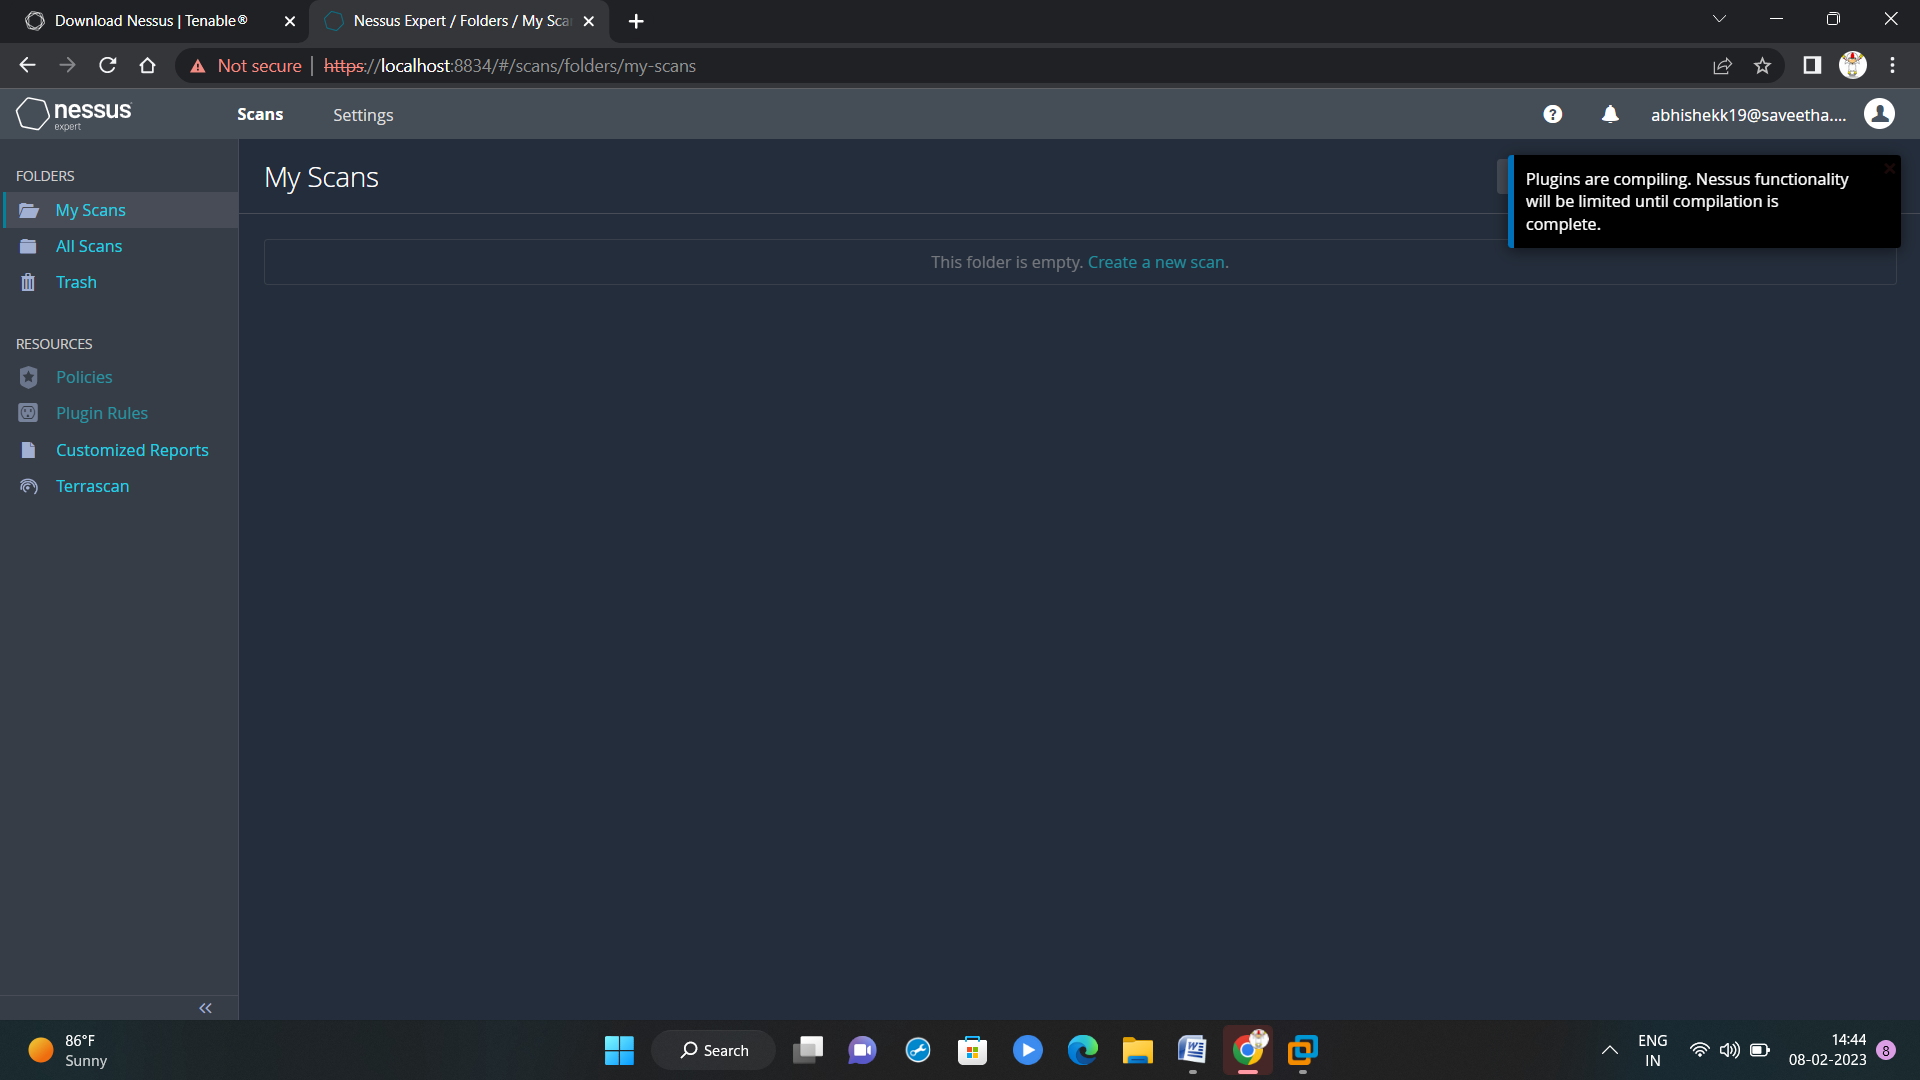 Download Nessus | Tenable®
Nessus Expert / Folders / My Sca
Not secure
https://localhost:8834/#/scans/folders/my-scans
nessus
expert
Scans
Settings
?
abhishekk19@saveetha....
FOLDERS
My Scans
All Scans
Trash
RESOURCES
Policies
Plugin Rules
Customized Reports
Terrascan
My Scans
Plugins are compiling. Nessus functionality
will be limited until compilation is
complete.
This folder is empty. Create a new scan.
86°F
Sunny
Search
ENG
IN
14:44
08-02-2023
8